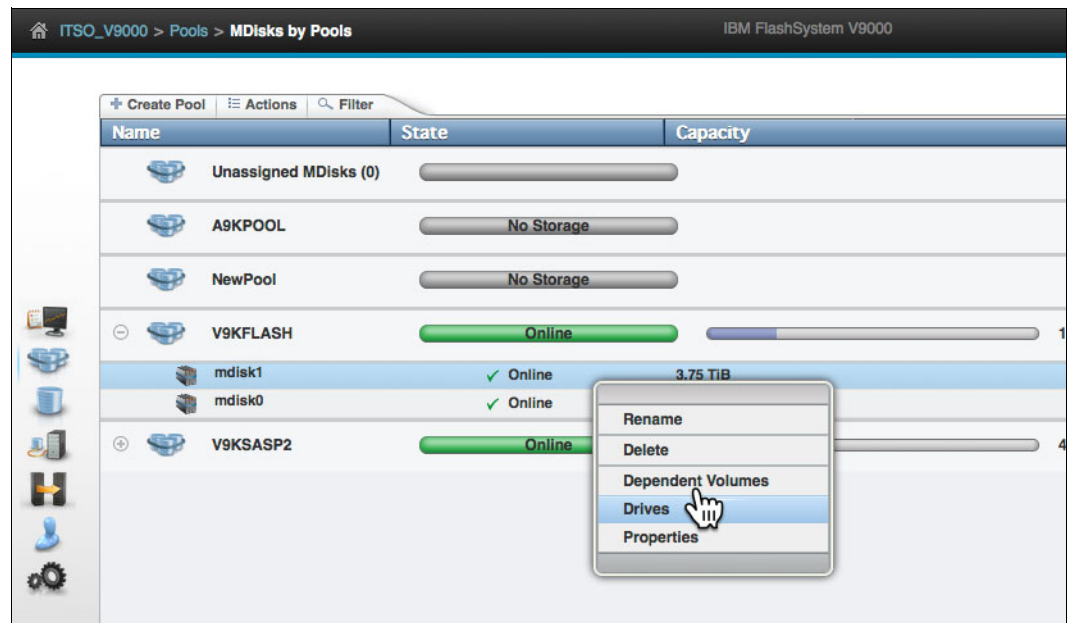 ITSO_V9000 > Pools > MDisks by Pools IBM FlashSystem V9000
Create Pool Actions Filter
Name State Capacity
Unassigned MDisks (0)
A9KPOOL No Storage
NewPool No Storage
V9KFLASH Online 1
mdisk1 Online 3.75 TiB
mdisk0 Online
Rename
V9KSASP2 Online 4
Delete
Dependent Volumes
Drives
Properties